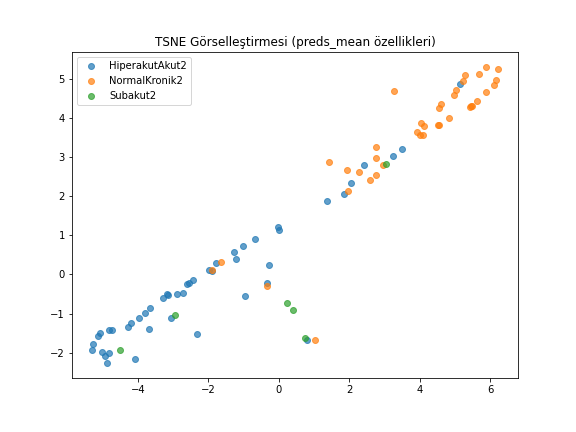 TSNE Görselleştirmesi (preds_mean özellikleri)
HiperakutAkut2
NormalKronik2
Subakut2
5
4
3
2
1
0
−1
−2
−4 −2 0 2 4 6